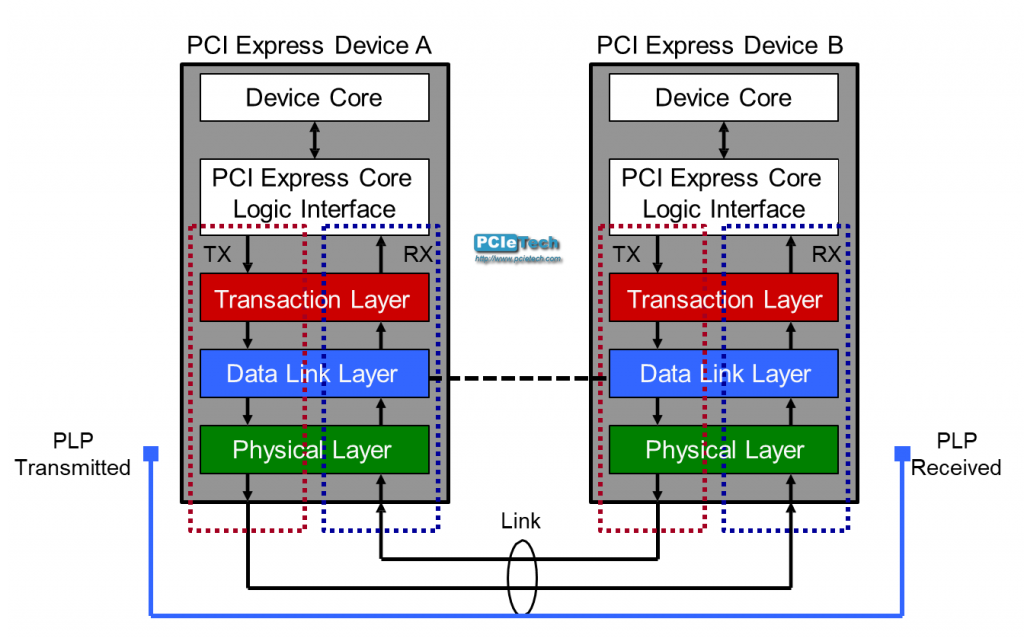 PCI Express Device A
PCI Express Device B
Device Core
Device Core
PCI Express Core
Logic Interface
PCI Express Core
Logic Interface
PCIeTech
http://www.pcietech.com
TX
RX
TX
RX
Transaction Layer
Transaction Layer
Data Link Layer
Data Link Layer
Physical Layer
Physical Layer
PLP
Transmitted
PLP
Received
Link